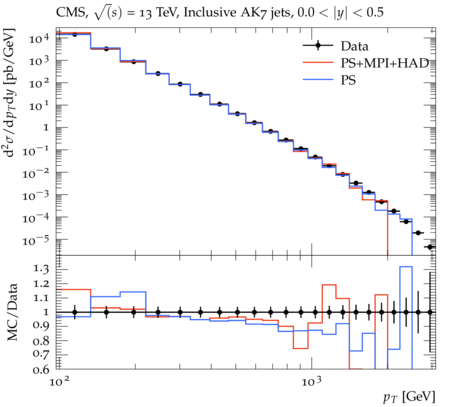 CMS, √(s) = 13 TeV, Inclusive AK7 jets, 0.0 < |y| < 0.5
d²σ/dp_T dy [pb/GeV]
10⁴
10³
10²
10¹
1
10⁻¹
10⁻²
10⁻³
10⁻⁴
10⁻⁵
Data
PS+MPI+HAD
PS
MC/Data
1.3
1.2
1.1
1
0.9
0.8
0.7
0.6
10² 10³
p_T [GeV]